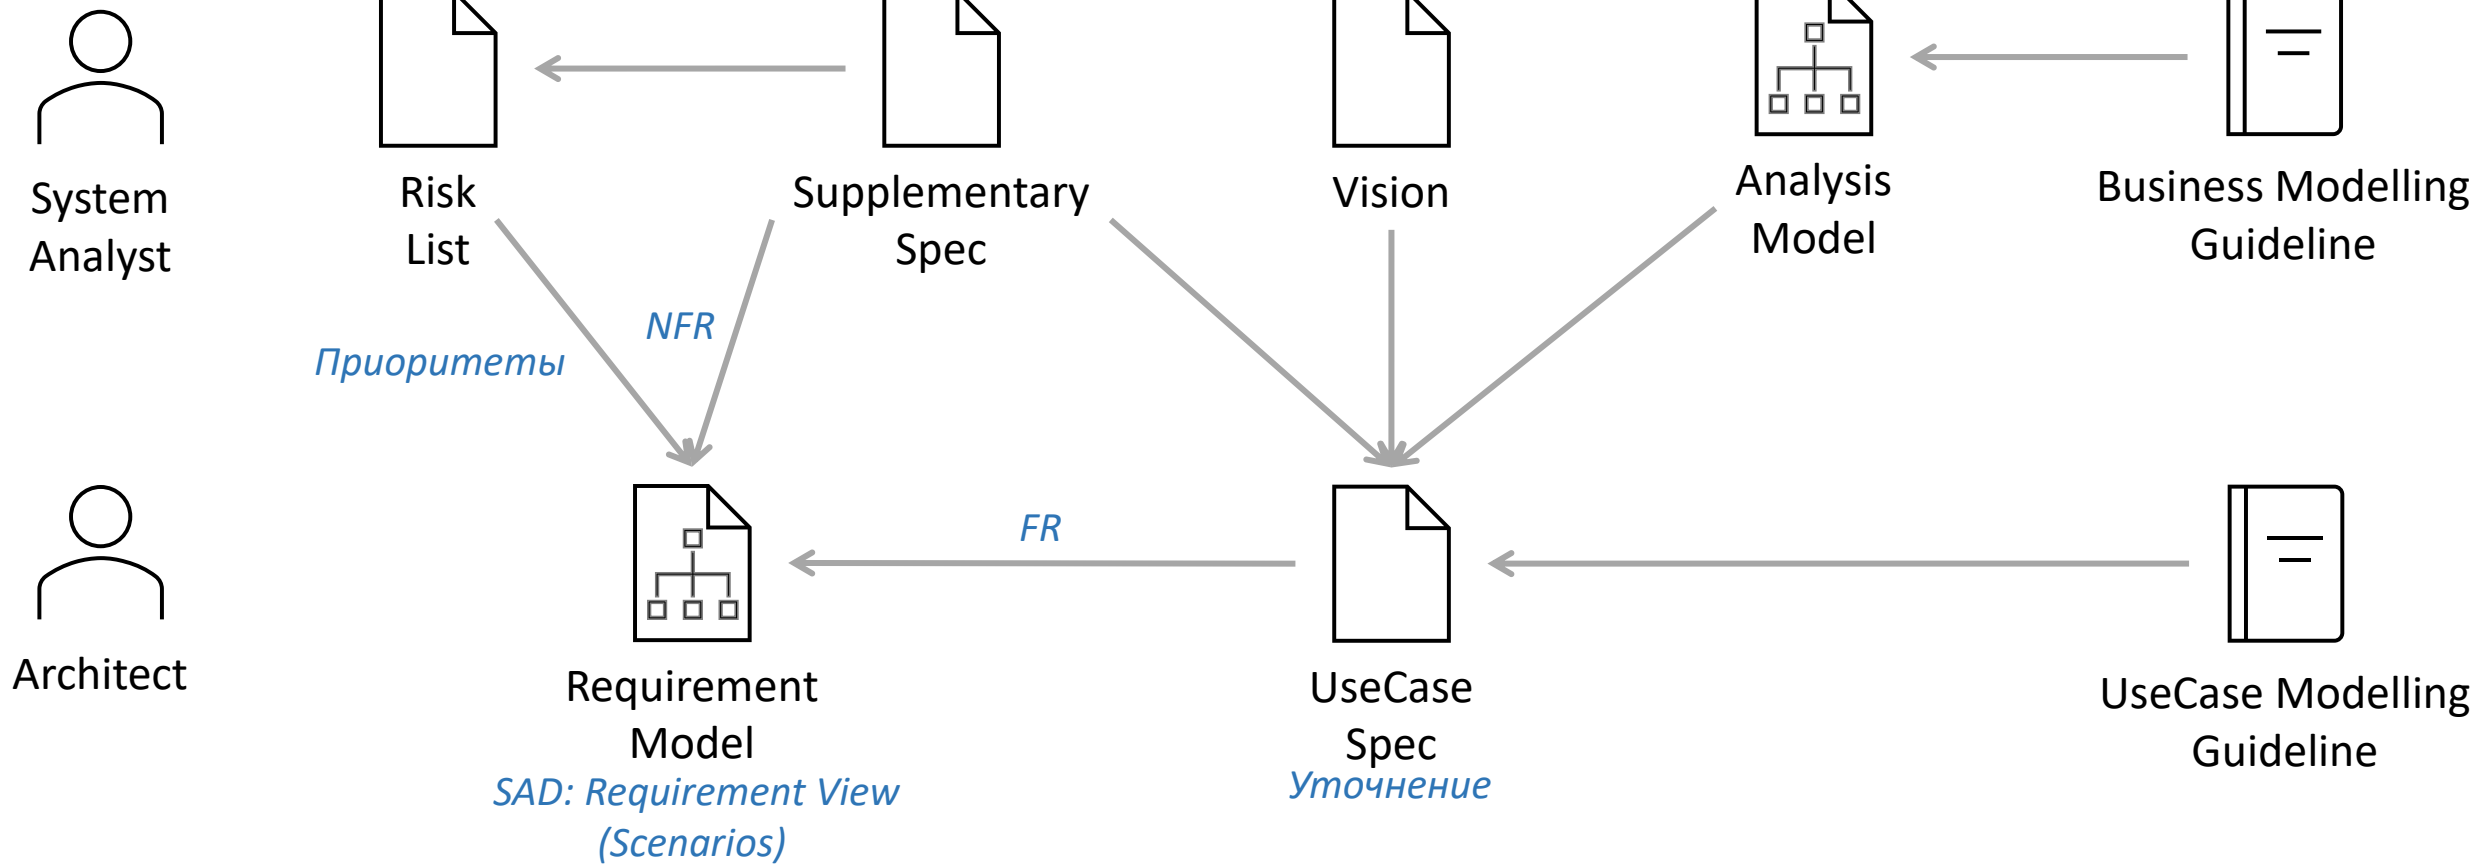 System
Analyst
Risk
List
Supplementary
Spec
Vision
Analysis
Model
Business Modelling
Guideline
NFR
Приоритеты
FR
Architect
Requirement
Model
SAD: Requirement View
(Scenarios)
UseCase
Spec
Уточнение
UseCase Modelling
Guideline